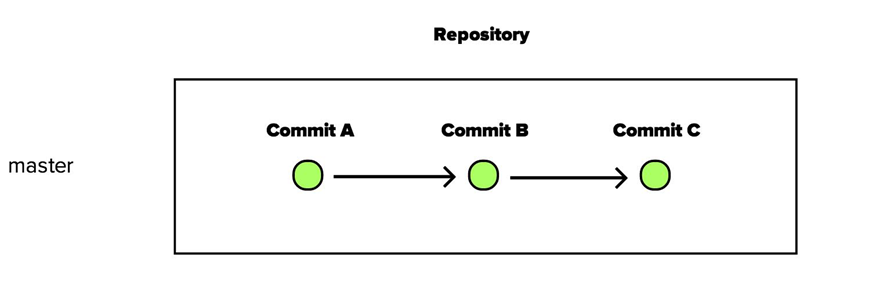 Repository
Commit A
Commit B
Commit C
master